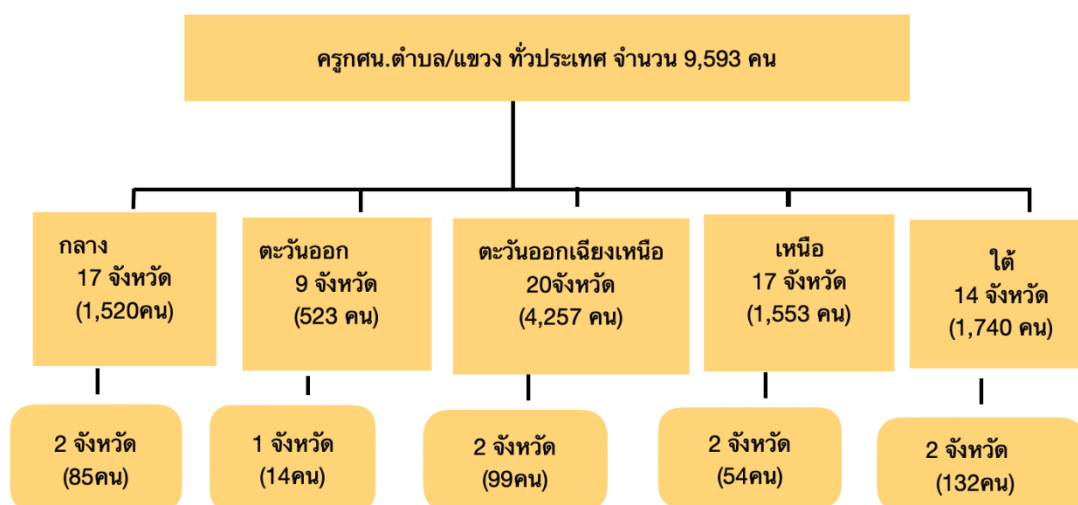 ครูกศน.ตำบล/แขวง ทั่วประเทศ จำนวน 9,593 คน
กลาง
17 จังหวัด
(1,520คน)
ตะวันออก
9 จังหวัด
(523 คน)
ตะวันออกเฉียงเหนือ
20จังหวัด
(4,257 คน)
เหนือ
17 จังหวัด
(1,553 คน)
ใต้
14 จังหวัด
(1,740 คน)
2 จังหวัด
(85คน)
1 จังหวัด
(14คน)
2 จังหวัด
(99คน)
2 จังหวัด
(54คน)
2 จังหวัด
(132คน)